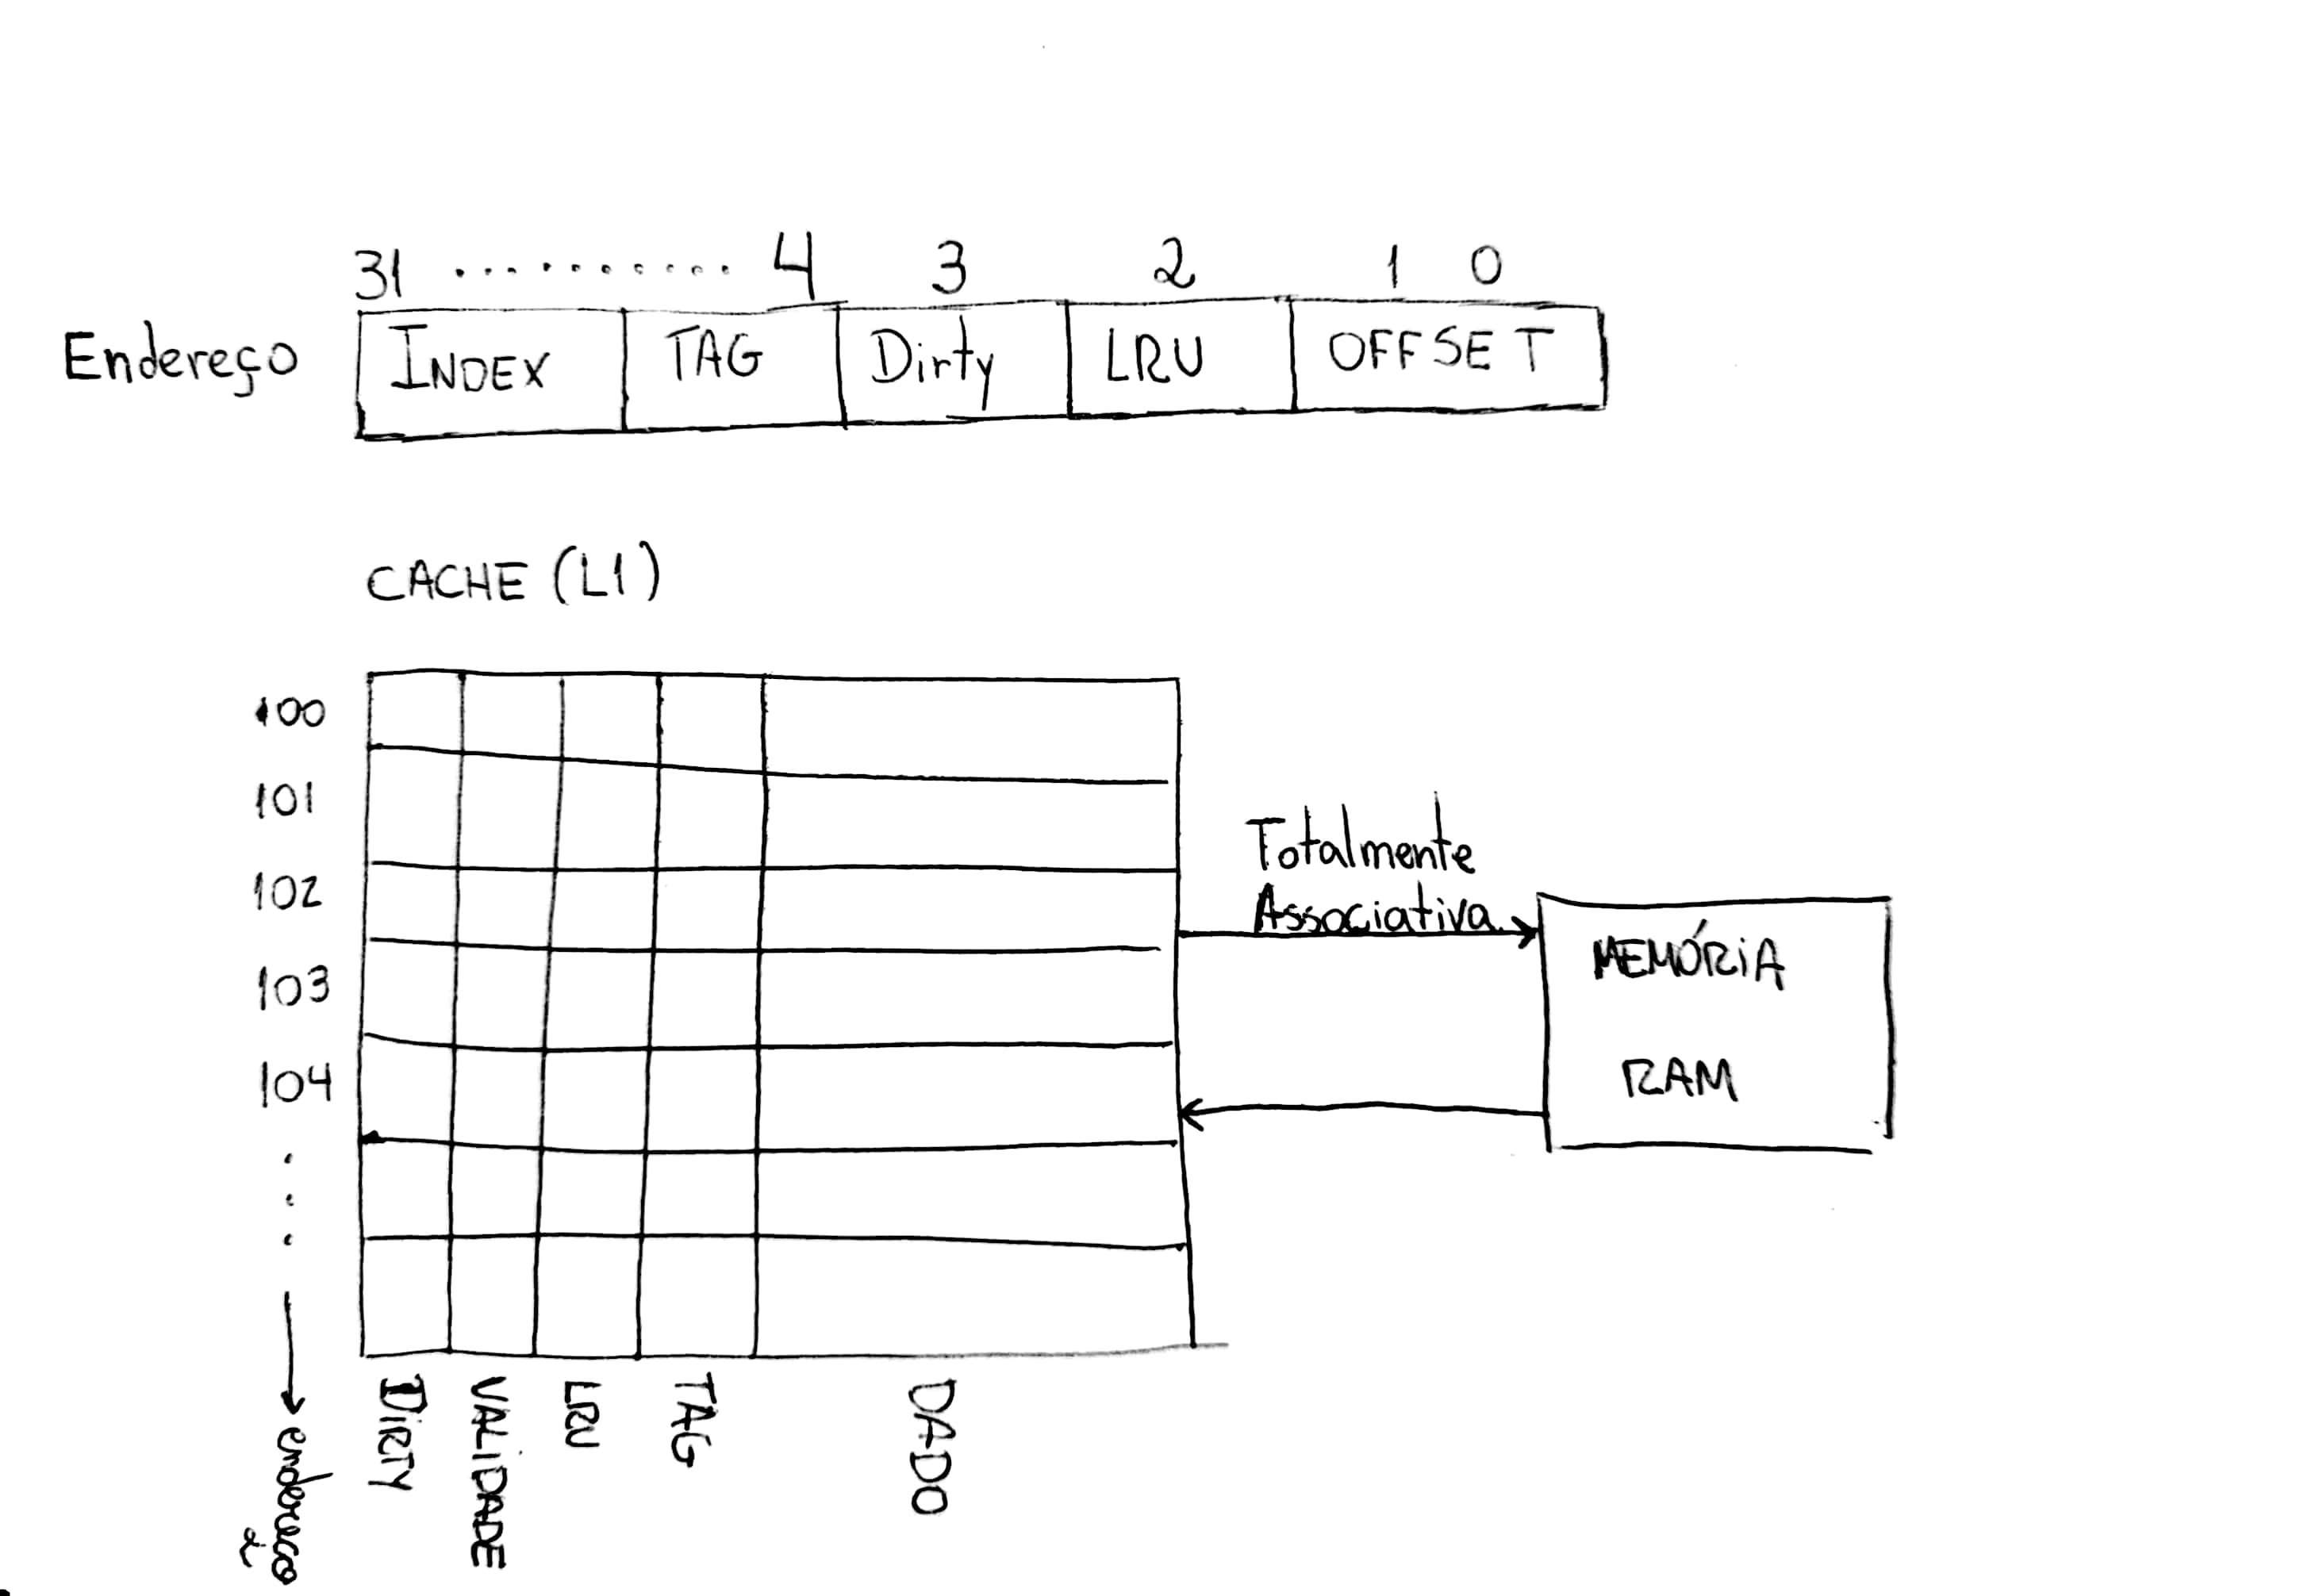 31 .......... 4 3 2 1 0
Endereço INDEX TAG Dirty LRU OFFSET
CACHE (L1)
100
101
102
103
104
Totalmente
Associativa
MEMÓRiA
RAM
DiRTY
VALiDADE
LRU
TAG
DADO
endereço